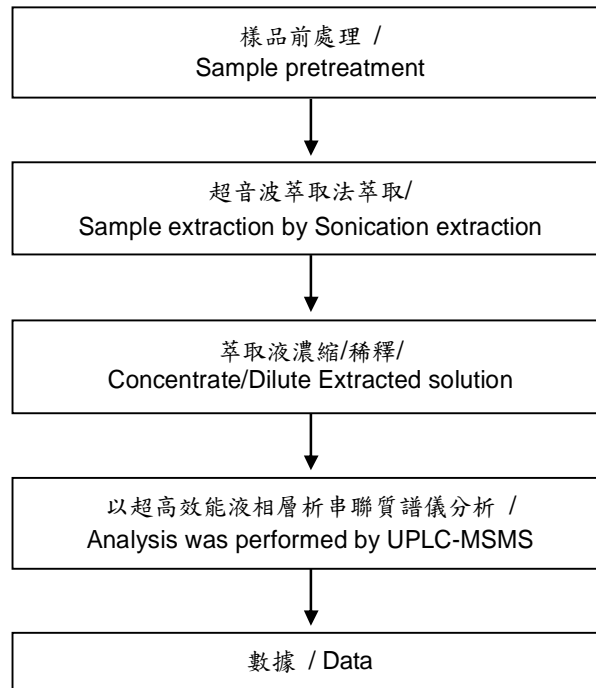 樣品前處理 /
Sample pretreatment
超音波萃取法萃取/
Sample extraction by Sonication extraction
萃取液濃縮/稀釋/
Concentrate/Dilute Extracted solution
以超高效能液相層析串聯質譜儀分析 /
Analysis was performed by UPLC-MSMS
數據 / Data